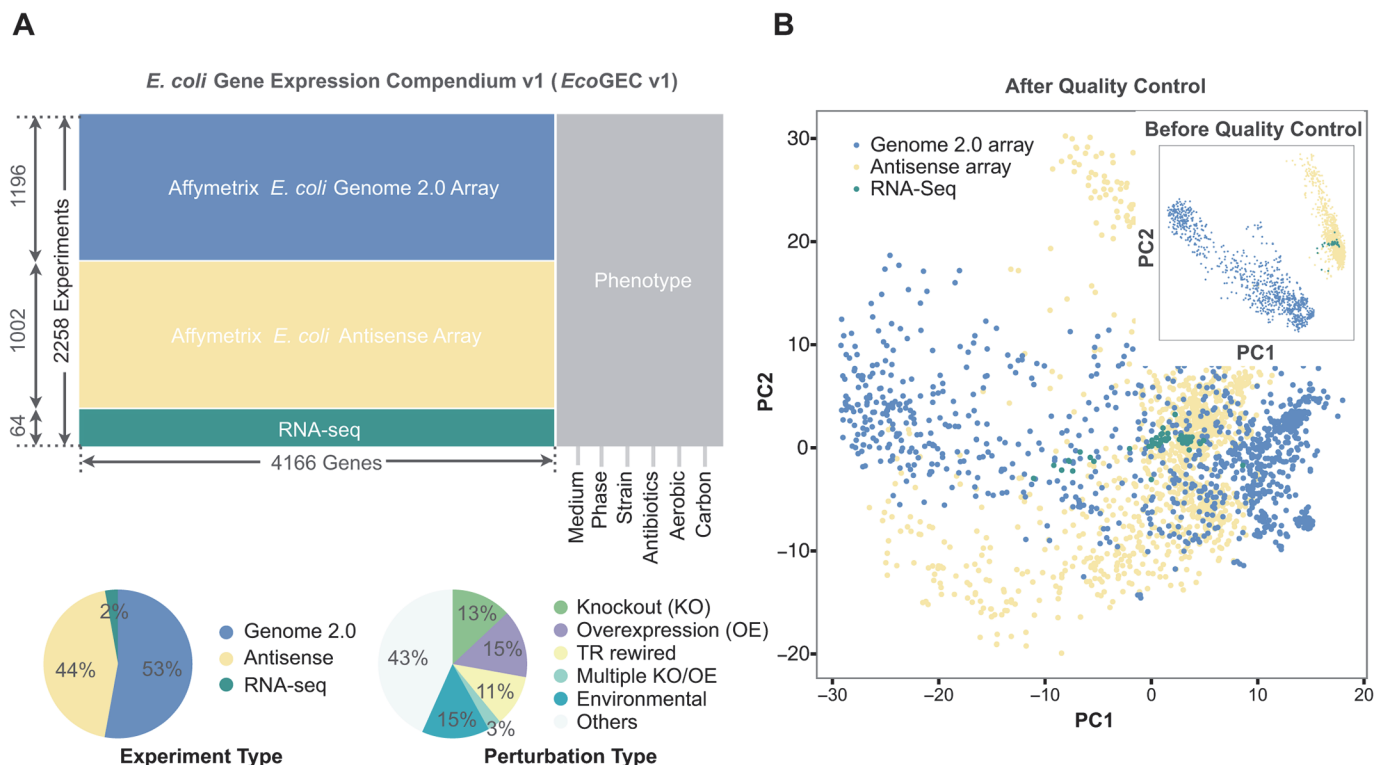 A
E. coli Gene Expression Compendium v1 (EcoGEC v1)
1196
1002
64
2258 Experiments
Affymetrix E. coli Genome 2.0 Array
Affymetrix E. coli Antisense Array
RNA-seq
Phenotype
4166 Genes
Medium
Phase
Strain
Antibiotics
Aerobic
Carbon
2%
44%
53%
Genome 2.0
Antisense
RNA-seq
Experiment Type
13%
15%
11%
3%
15%
43%
Knockout (KO)
Overexpression (OE)
TR rewired
Multiple KO/OE
Environmental
Others
Perturbation Type
B
After Quality Control
Genome 2.0 array
Antisense array
RNA-Seq
Before Quality Control
PC2
PC1
30
20
10
0
−10
−20
PC2
−30
−20
−10
0
10
20
PC1